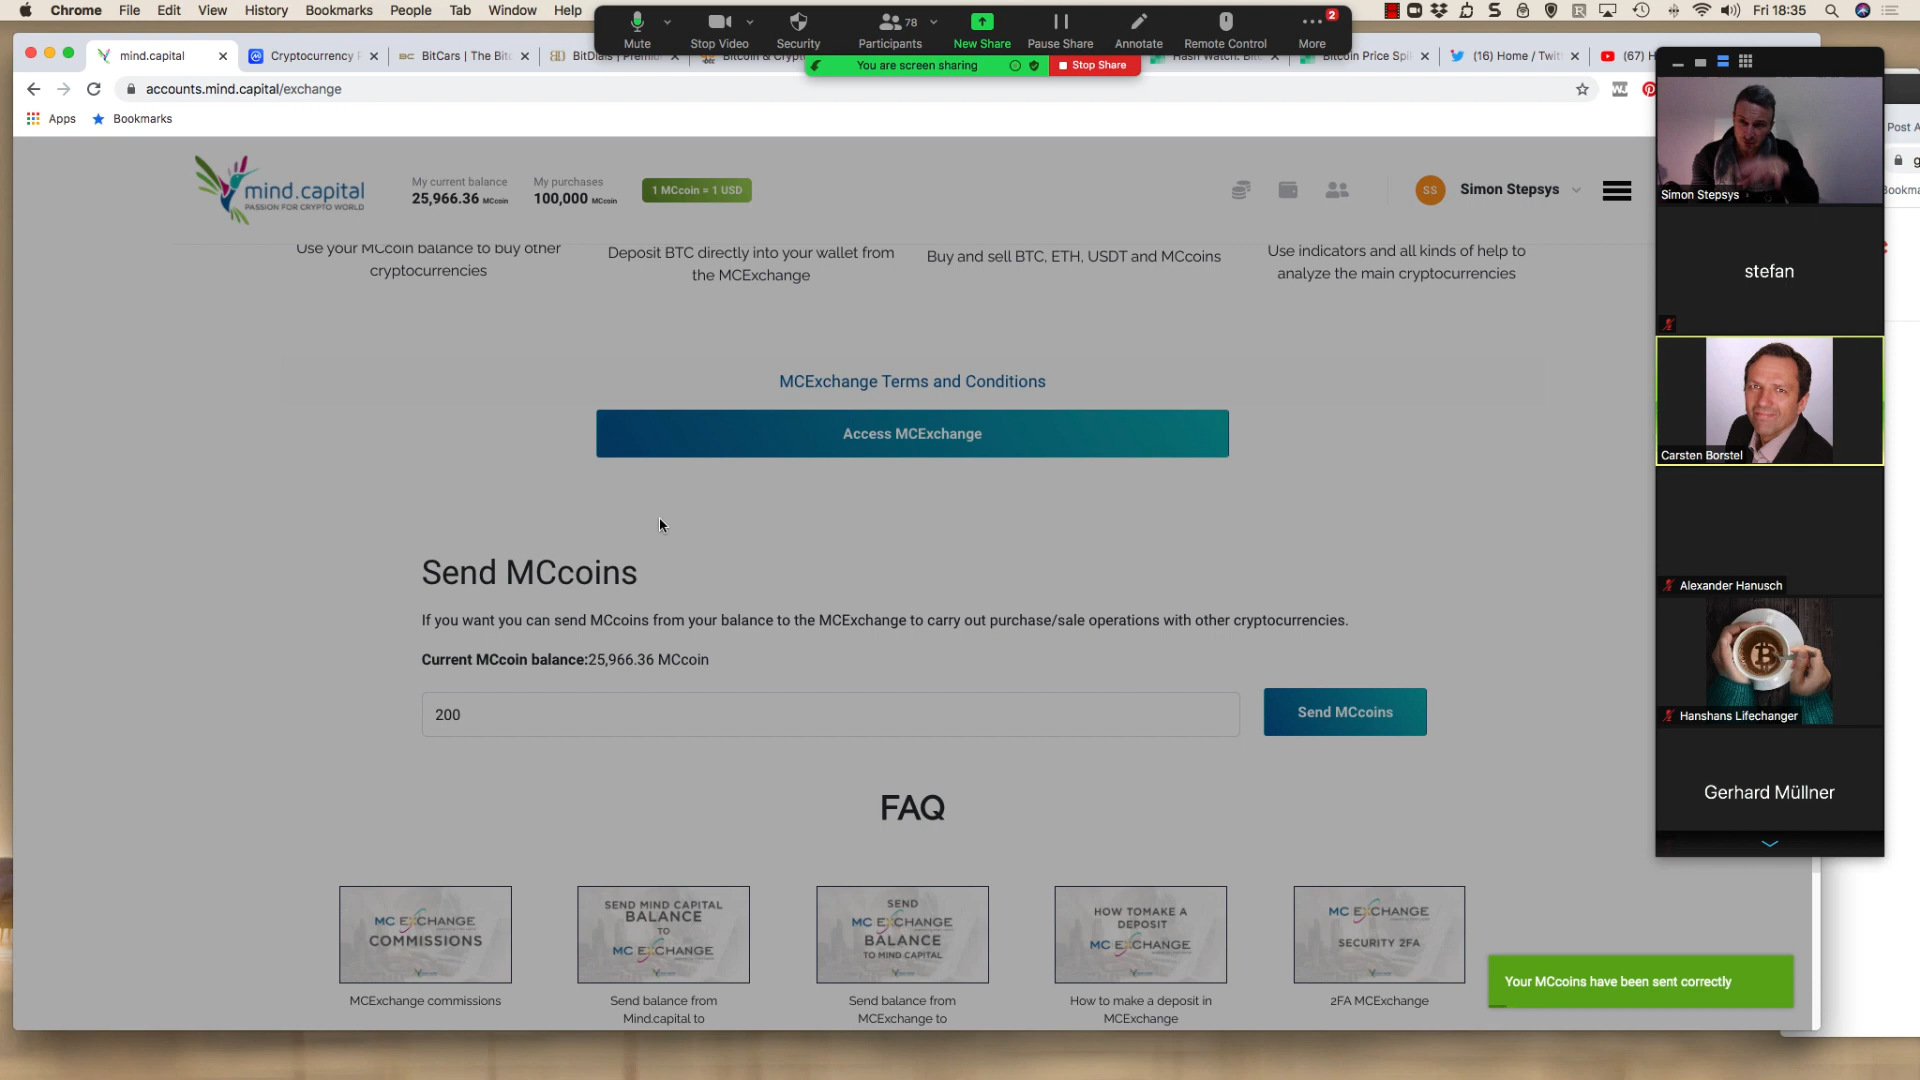 Chrome File Edit View History Bookmarks People Tab Window Help
Fri 18:35
Mute
Stop Video
Security
Participants
78
New Share
Pause Share
Annotate
Remote Control
More
2
You are screen sharing
Stop Share
mind.capital
Cryptocurrency
BitCars | The Bitc
(16) Home / Twit
(67) H
accounts.mind.capital/exchange
Apps
Bookmarks
Post A
mind.capital
PASSION FOR CRYPTO WORLD
My current balance
25,966.36 MCcoin
My purchases
100,000 MCcoin
1 MCcoin = 1 USD
SS
Simon Stepsys
Use your MCcoin balance to buy other
cryptocurrencies
Deposit BTC directly into your wallet from
the MCExchange
Buy and sell BTC, ETH, USDT and MCcoins
Use indicators and all kinds of help to
analyze the main cryptocurrencies
MCExchange Terms and Conditions
Access MCExchange
Send MCcoins
If you want you can send MCcoins from your balance to the MCExchange to carry out purchase/sale operations with other cryptocurrencies.
Current MCcoin balance:25,966.36 MCcoin
200
Send MCcoins
FAQ
MC EXCHANGE
COMMISSIONS
MCExchange commissions
SEND MIND CAPITAL
BALANCE
TO
MC EXCHANGE
Send balance from
Mind.capital to
SEND
MC EXCHANGE
BALANCE
TO MIND CAPITAL
Send balance from
MCExchange to
HOW TOMAKE A
DEPOSIT
MC EXCHANGE
How to make a deposit in
MCExchange
MC EXCHANGE
SECURITY 2FA
2FA MCExchange
Your MCcoins have been sent correctly
Simon Stepsys
stefan
Carsten Borstel
Alexander Hanusch
Hanshans Lifechanger
Gerhard Müllner